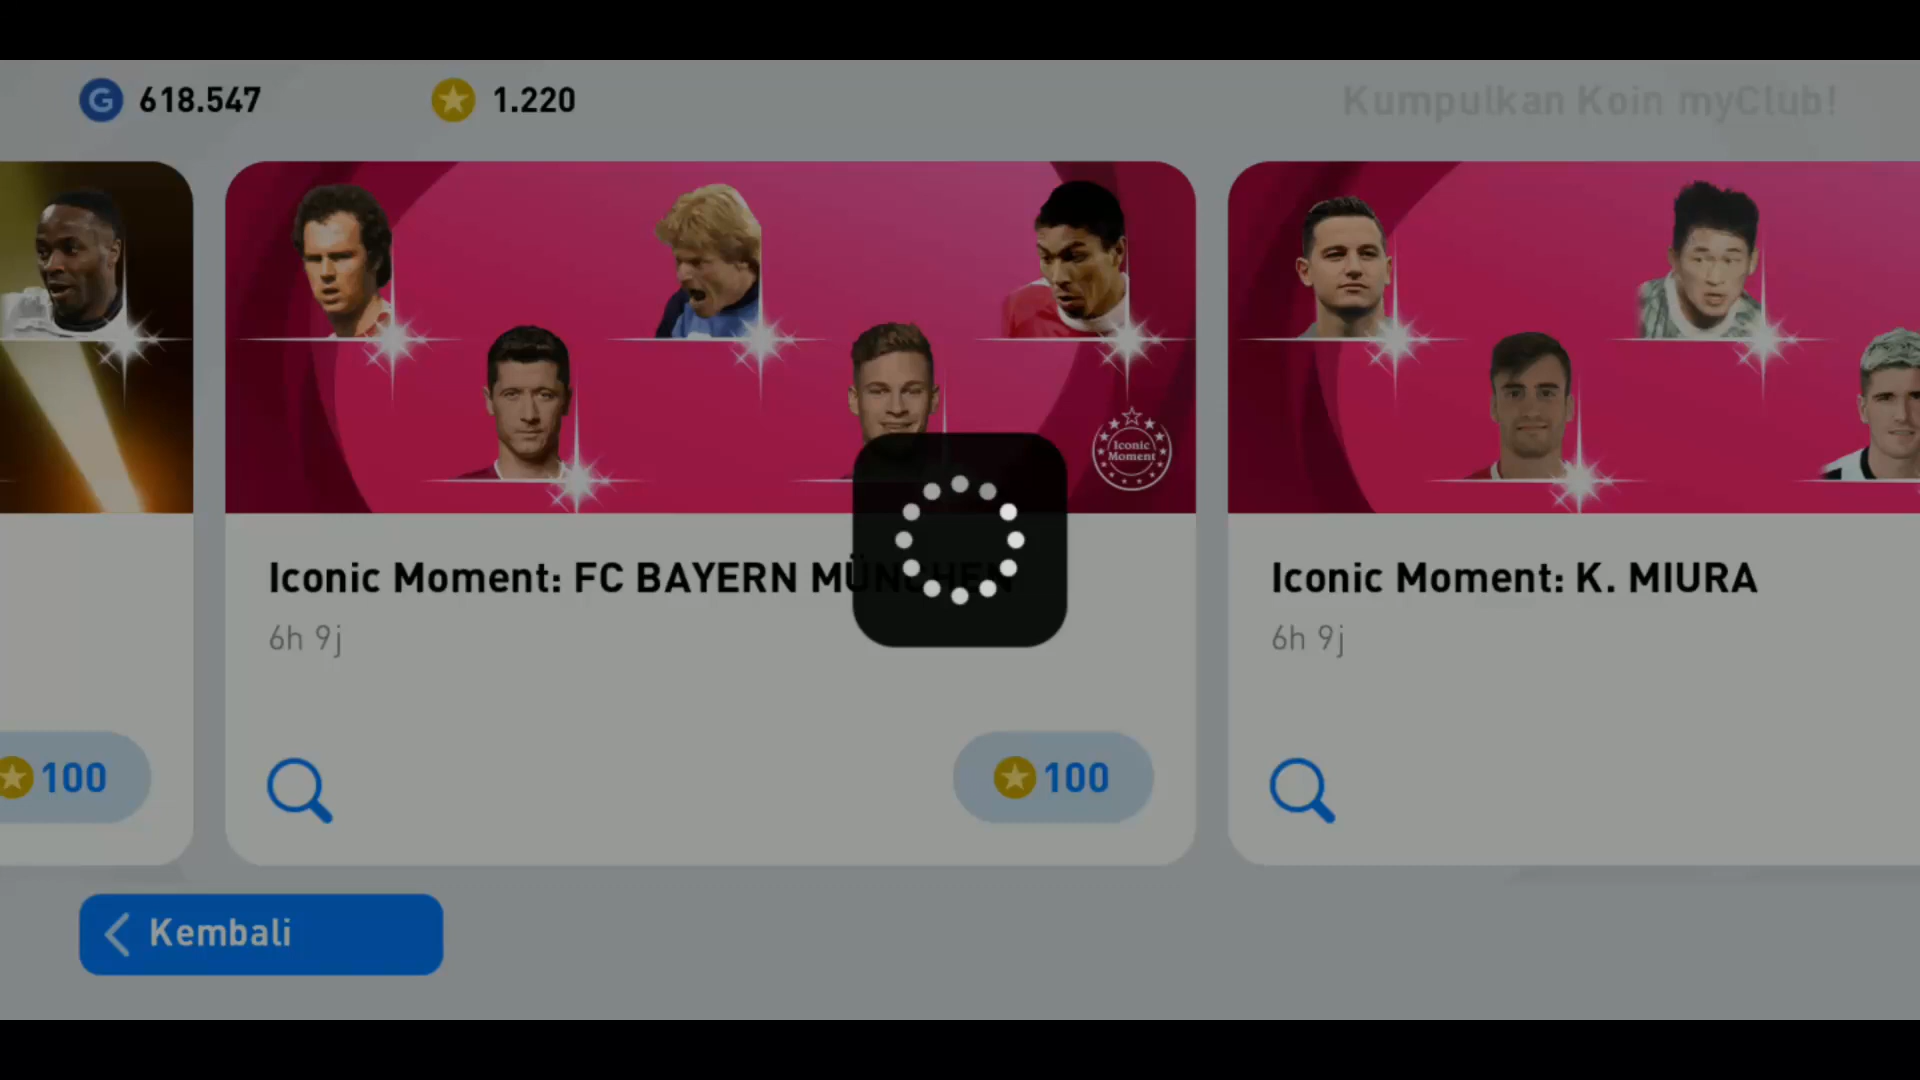 618.547
1.220
Kumpulkan Koin myClub!
Iconic
Moment
Iconic Moment: FC BAYERN MÜNCHEN
6h 9j
Iconic Moment: K. MIURA
6h 9j
100
100
Kembali